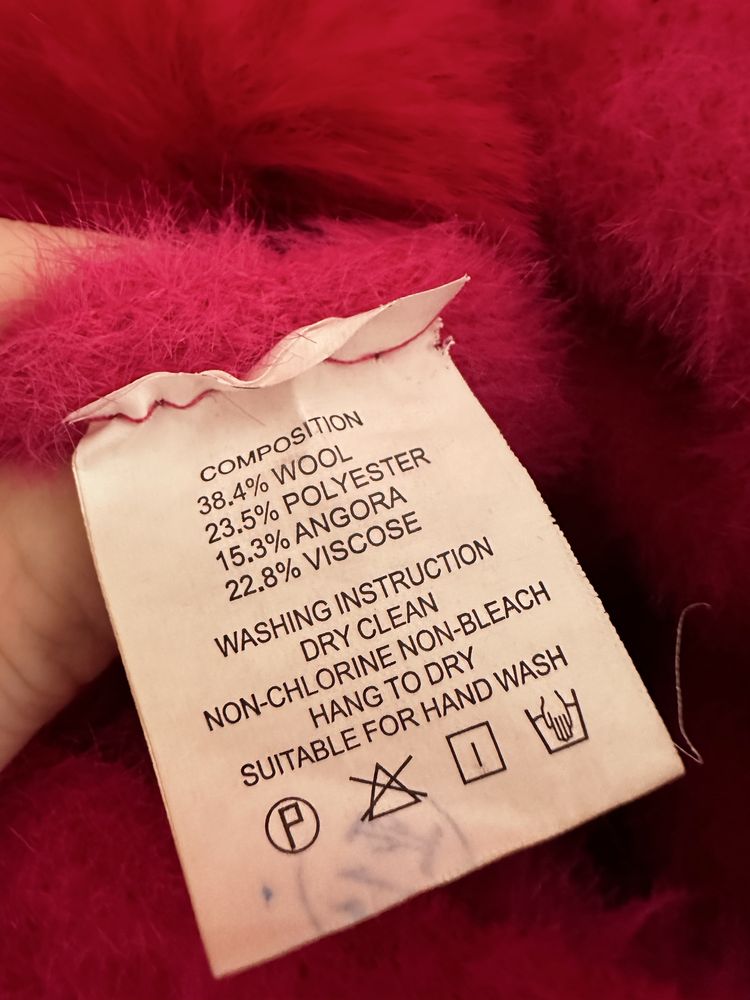 COMPOSITION
38.4% WOOL
23.5% POLYESTER
15.3% ANGORA
22.8% VISCOSE
WASHING INSTRUCTION
DRY CLEAN
NON-CHLORINE NON-BLEACH
HANG TO DRY
SUITABLE FOR HAND WASH
P